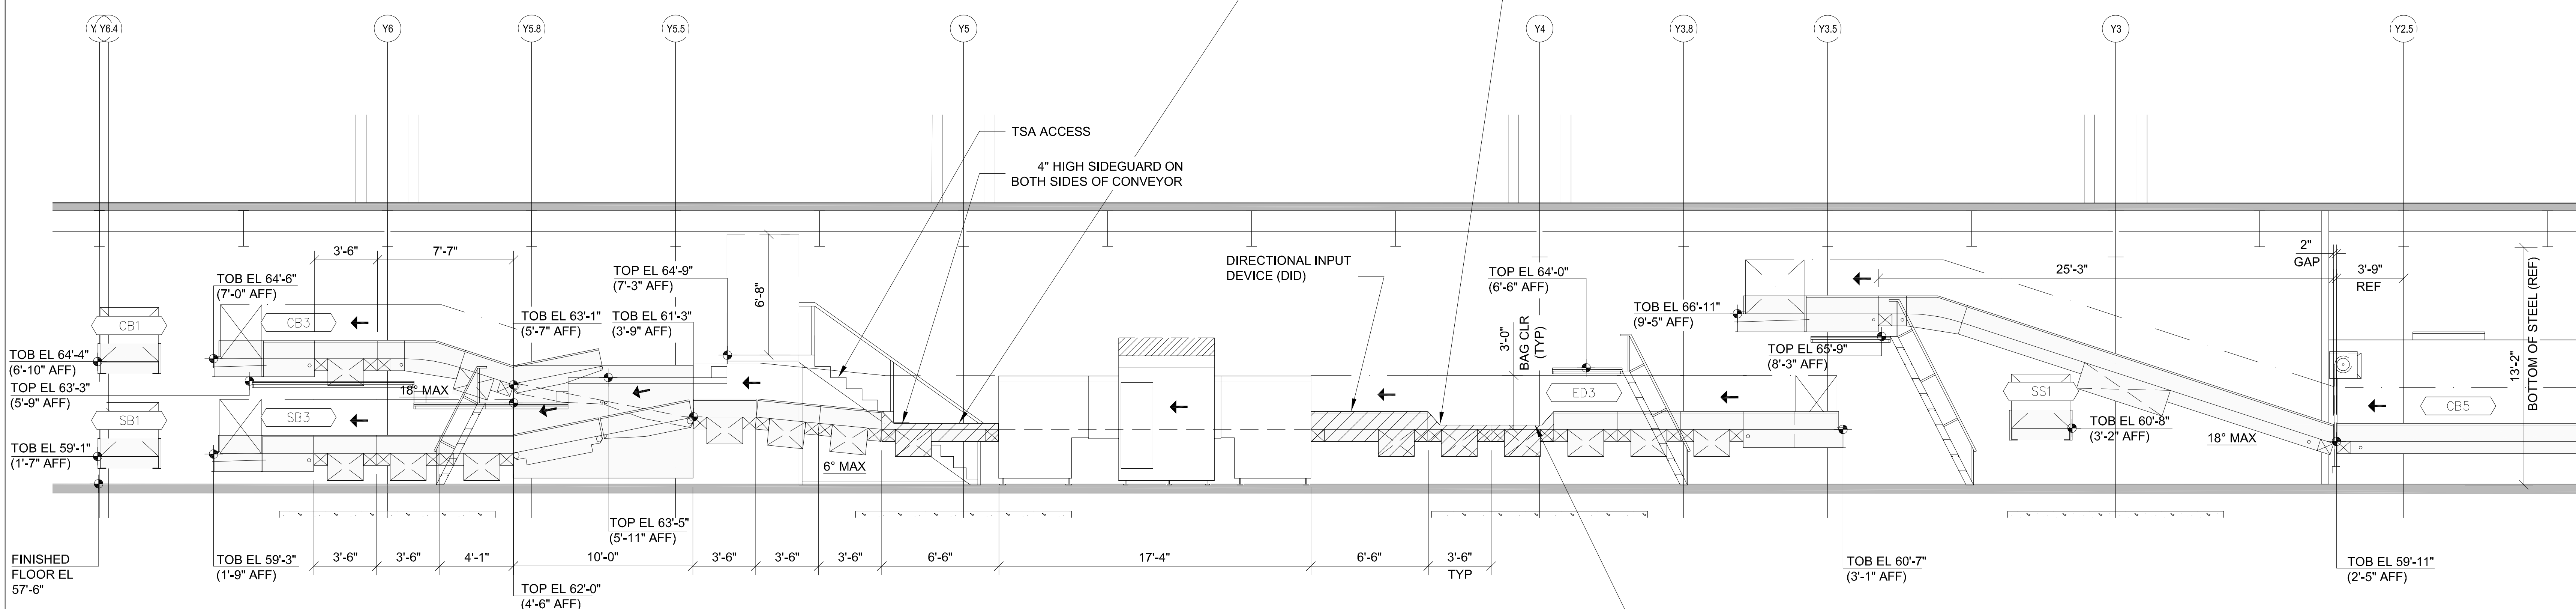 Y6.4
Y6
Y5.8
Y5.5
Y5
Y4
Y3.8
Y3.5
Y3
Y2.5
TSA ACCESS
4" HIGH SIDEGUARD ON
BOTH SIDES OF CONVEYOR
3'-6"
7'-7"
TOB EL 64'-6"
(7'-0" AFF)
CB3
CB1
TOB EL 64'-4"
(6'-10" AFF)
TOP EL 63'-3"
(5'-9" AFF)
SB1
SB3
TOB EL 59'-1"
(1'-7" AFF)
18° MAX
TOB EL 63'-1"
(5'-7" AFF)
TOP EL 64'-9"
(7'-3" AFF)
TOB EL 61'-3"
(3'-9" AFF)
6'-8"
6° MAX
DIRECTIONAL INPUT
DEVICE (DID)
TOP EL 64'-0"
(6'-6" AFF)
3'-0"
BAG CLR
(TYP)
ED3
TOB EL 66'-11"
(9'-5" AFF)
TOP EL 65'-9"
(8'-3" AFF)
25'-3"
2"
GAP
3'-9"
REF
13'-2"
BOTTOM OF STEEL (REF)
SS1
TOB EL 60'-8"
(3'-2" AFF)
18° MAX
CB5
FINISHED
FLOOR EL
57'-6"
TOB EL 59'-3"
(1'-9" AFF)
3'-6"
3'-6"
4'-1"
10'-0"
TOP EL 63'-5"
(5'-11" AFF)
TOP EL 62'-0"
(4'-6" AFF)
3'-6"
3'-6"
3'-6"
6'-6"
17'-4"
6'-6"
3'-6"
TYP
TOB EL 60'-7"
(3'-1" AFF)
TOB EL 59'-11"
(2'-5" AFF)